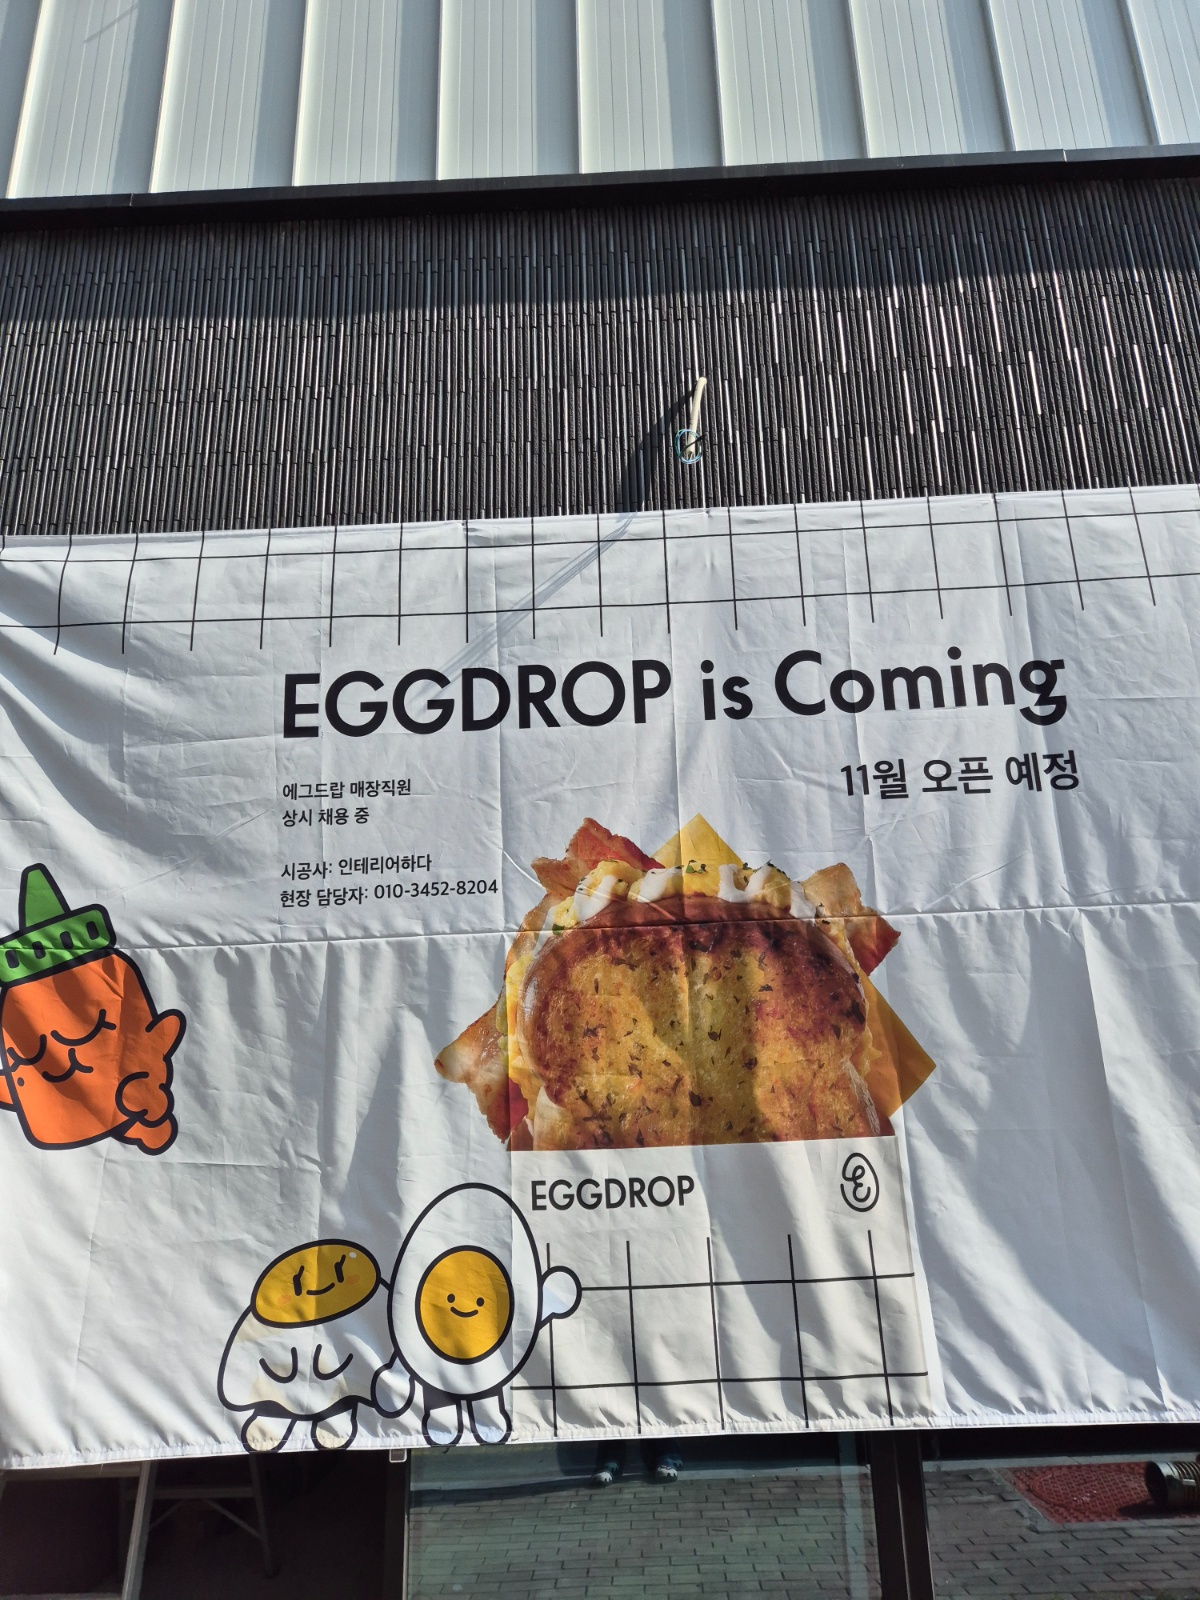 EGGDROP is Coming
11월 오픈 예정
에그드랍 매장직원
상시 채용 중
시공사: 인테리어하다
현장 담당자: 010-3452-8204
EGGDROP